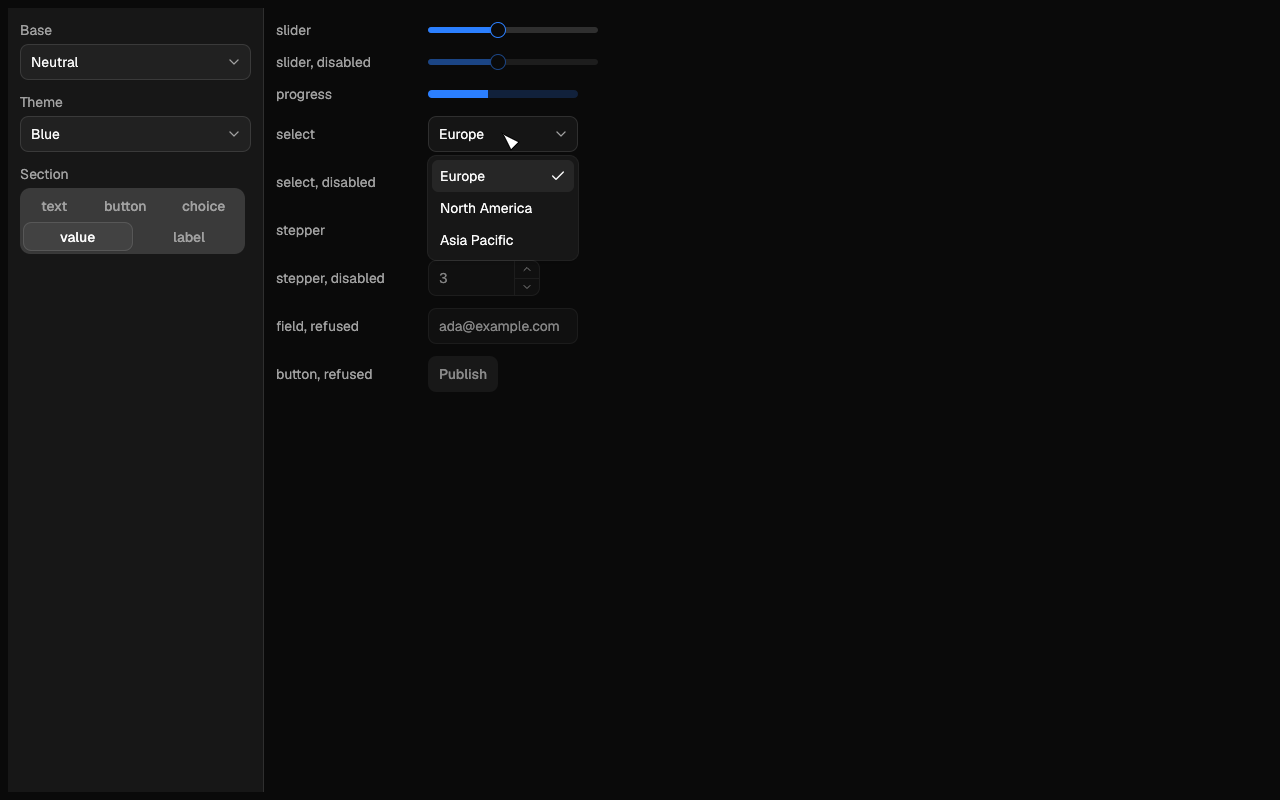 Base
Neutral
Theme
Blue
Section
text button choice
value label
slider
slider, disabled
progress
select Europe
Europe
select, disabled
North America
stepper
Asia Pacific
stepper, disabled 3
field, refused ada@example.com
button, refused Publish